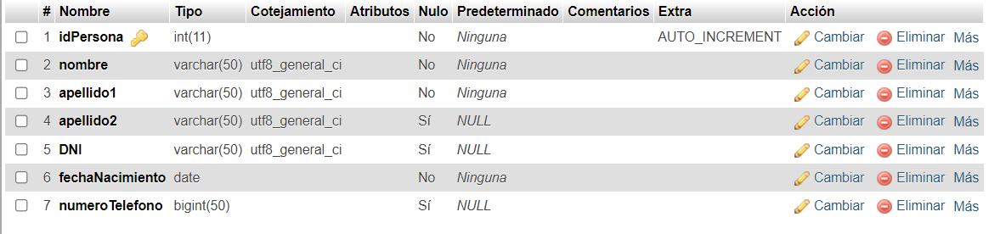 # Nombre Tipo Cotejamiento Atributos Nulo Predeterminado Comentarios Extra Acción
1 idPersona int(11) No Ninguna AUTO_INCREMENT Cambiar Eliminar Más
2 nombre varchar(50) utf8_general_ci No Ninguna Cambiar Eliminar Más
3 apellido1 varchar(50) utf8_general_ci No Ninguna Cambiar Eliminar Más
4 apellido2 varchar(50) utf8_general_ci Sí NULL Cambiar Eliminar Más
5 DNI varchar(50) utf8_general_ci Sí NULL Cambiar Eliminar Más
6 fechaNacimiento date No Ninguna Cambiar Eliminar Más
7 numeroTelefono bigint(50) Sí NULL Cambiar Eliminar Más